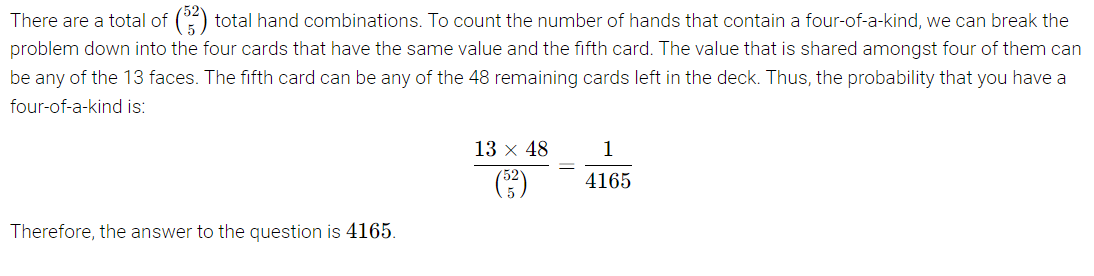 There are a total of $\binom{52}{5}$ total hand combinations. To count the number of hands that contain a four-of-a-kind, we can break the
problem down into the four cards that have the same value and the fifth card. The value that is shared amongst four of them can
be any of the 13 faces. The fifth card can be any of the 48 remaining cards left in the deck. Thus, the probability that you have a
four-of-a-kind is:
$\frac{13 \times 48}{\binom{52}{5}} = \frac{1}{4165}$
Therefore, the answer to the question is 4165.